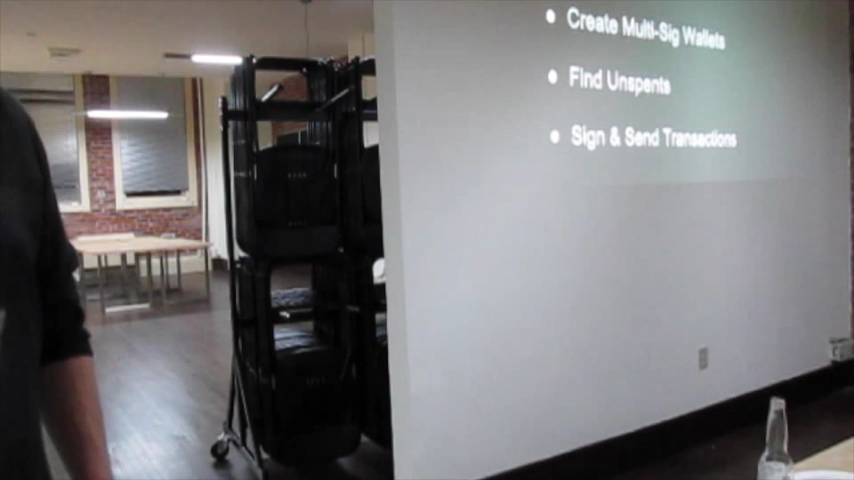 • Create Multi-Sig Wallets
• Find Unspents
• Sign & Send Transactions